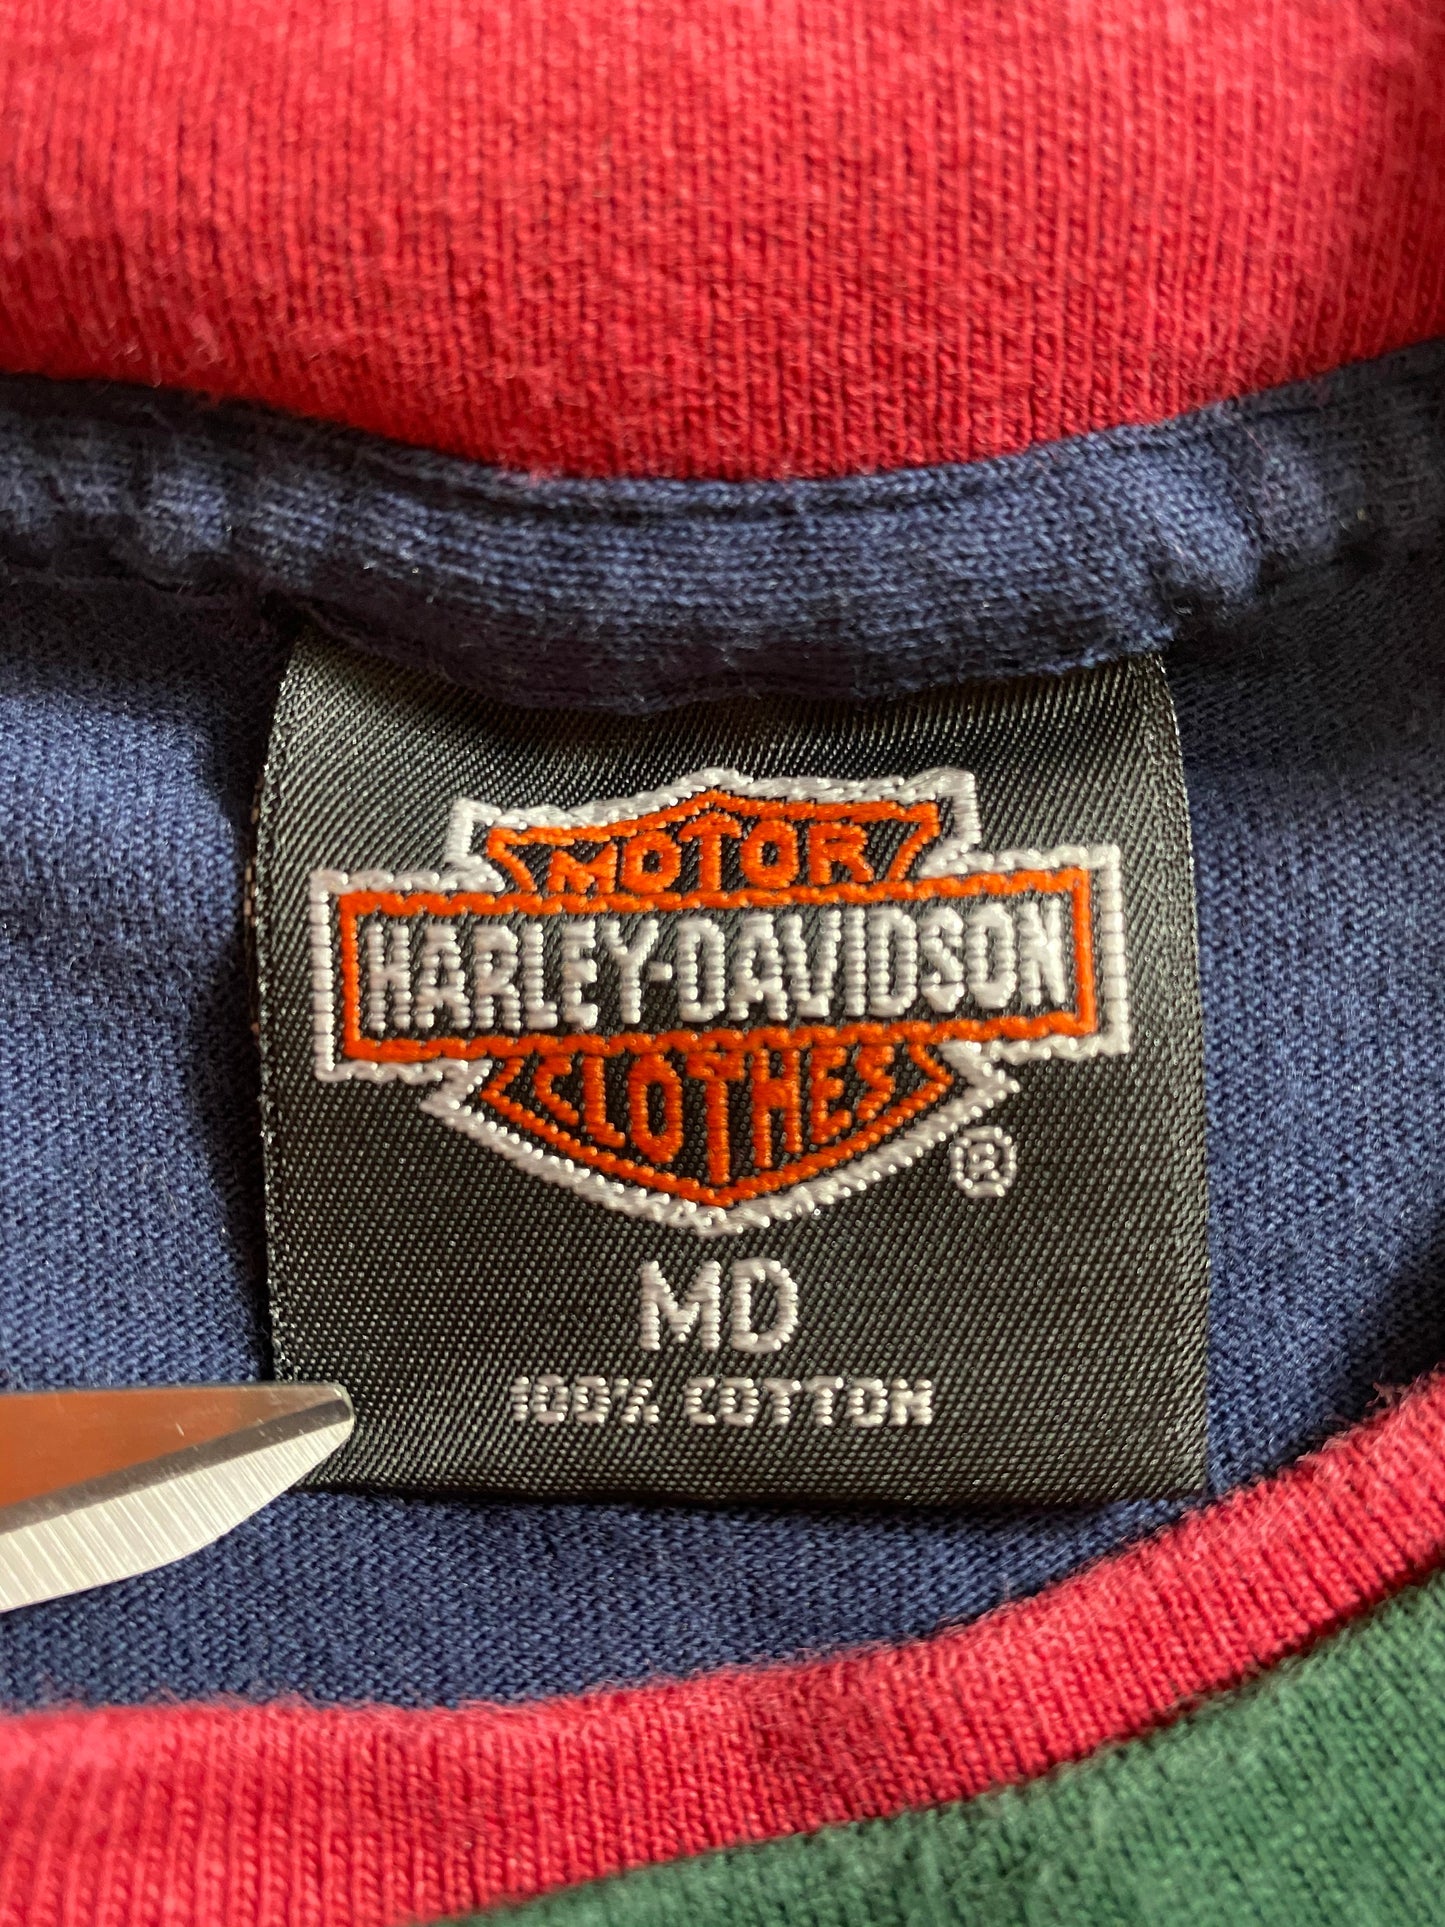 MOTOR
HARLEY-DAVIDSON
CLOTHES
®
MD
100% COTTON